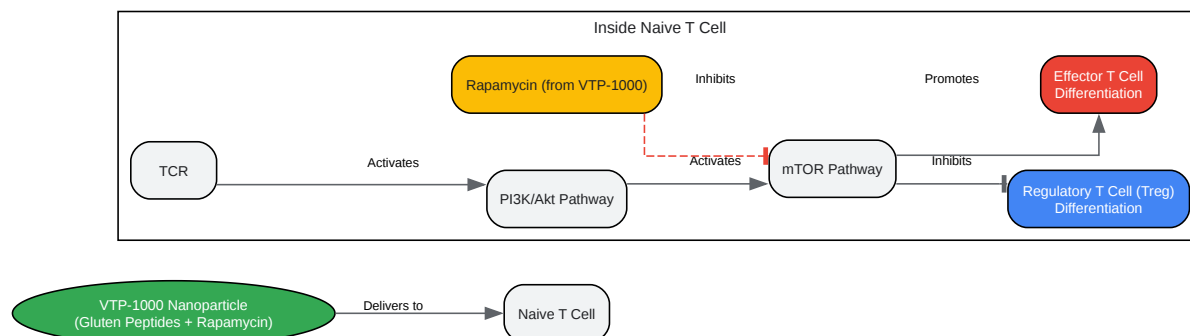 Inside Naive T Cell
Rapamycin (from VTP-1000)
Inhibits
Promotes
Effector T Cell
Differentiation
TCR
Activates
PI3K/Akt Pathway
Activates
mTOR Pathway
Inhibits
Regulatory T Cell (Treg)
Differentiation
VTP-1000 Nanoparticle
(Gluten Peptides + Rapamycin)
Delivers to
Naive T Cell